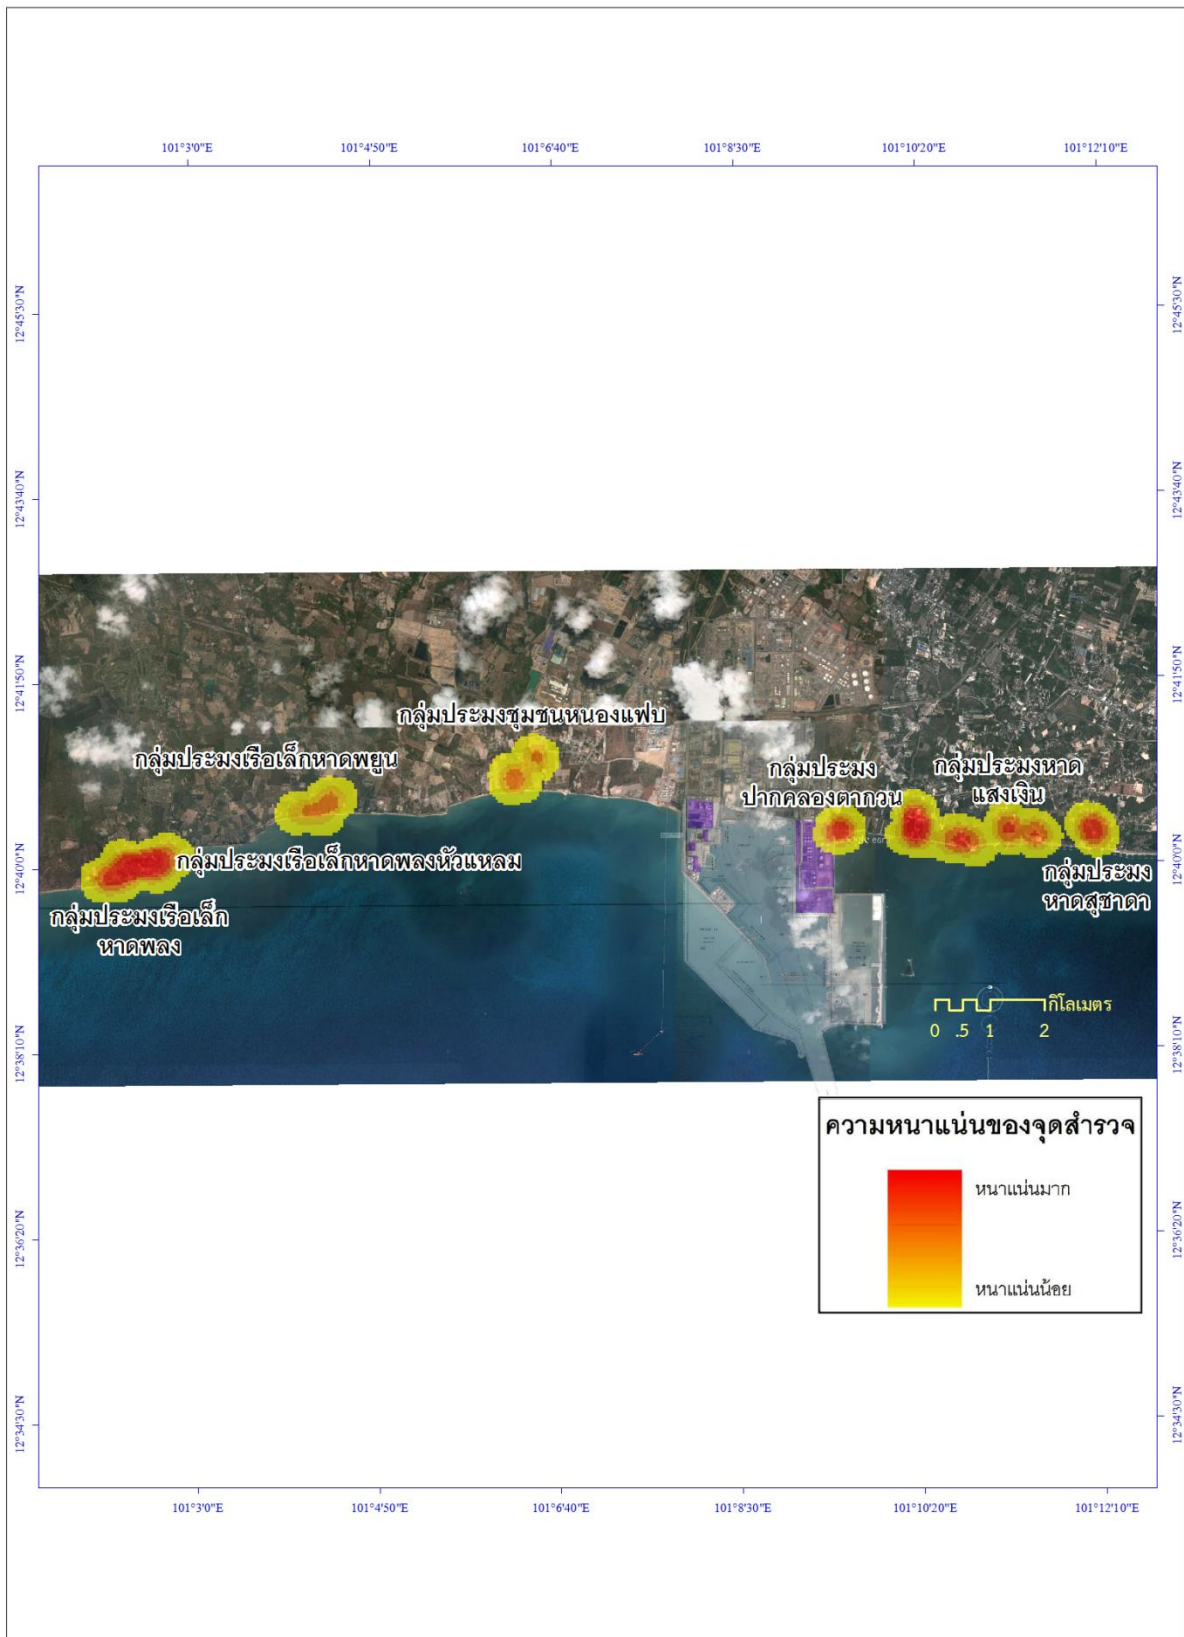 101°3'0"E 101°4'50"E 101°6'40"E 101°8'30"E 101°10'20"E 101°12'10"E
12°45'30"N 12°45'30"N
12°43'40"N 12°43'40"N
12°41'50"N 12°41'50"N
กลุ่มประมงชุมชนหนองแฟบ
กลุ่มประมงเรือเล็กหาดพยูน
กลุ่มประมง
ปากคลองตากวน
กลุ่มประมงหาด
แสงเงิน
12°40'0"N 12°40'0"N
กลุ่มประมงเรือเล็กหาดพลงหัวแหลม
กลุ่มประมงเรือเล็ก
หาดพลง
กลุ่มประมง
หาดสุชาดา
กิโลเมตร
0 .5 1 2
12°38'10"N 12°38'10"N
ความหนาแน่นของจุดสำรวจ
หนาแน่นมาก
หนาแน่นน้อย
12°36'20"N 12°36'20"N
12°34'30"N 12°34'30"N
101°3'0"E 101°4'50"E 101°6'40"E 101°8'30"E 101°10'20"E 101°12'10"E